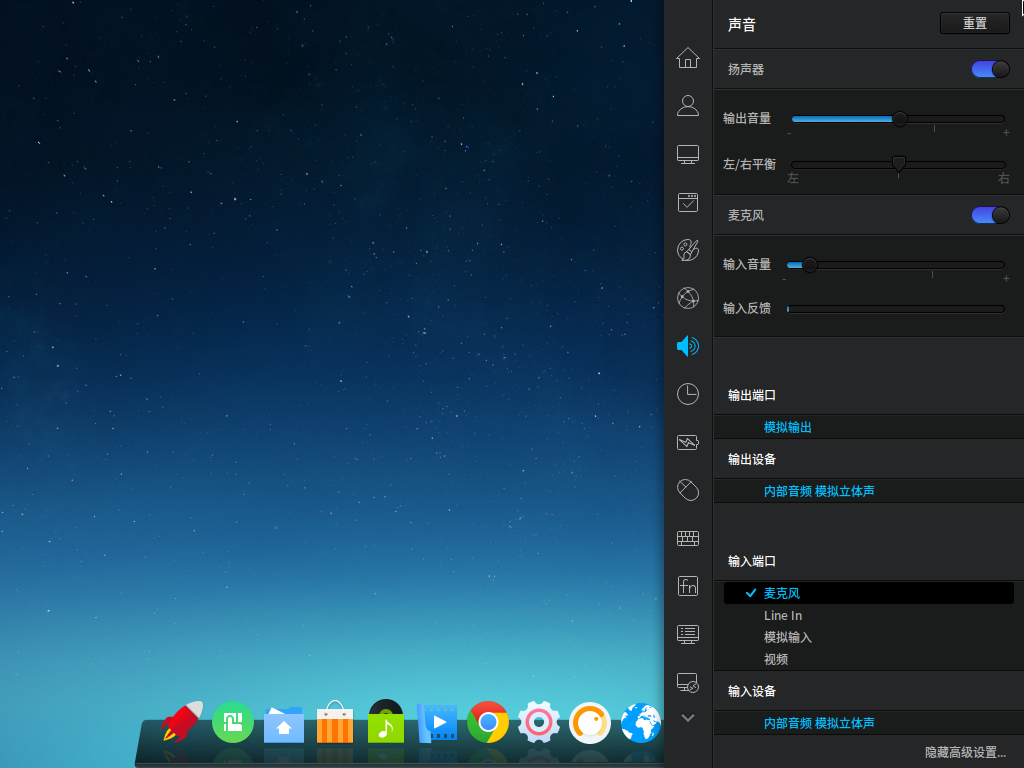 声音
重置
扬声器
输出音量
- +
左/右平衡
左 右
麦克风
输入音量
- +
输入反馈
输出端口
模拟输出
输出设备
内部音频 模拟立体声
输入端口
麦克风
Line In
模拟输入
视频
输入设备
内部音频 模拟立体声
隐藏高级设置...
fn